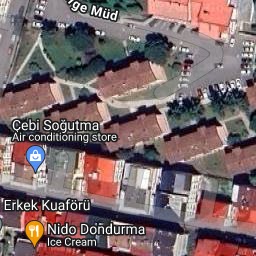 ge Müd
Çebi Soğutma
Air conditioning store
Erkek Kuaförü
Nido Dondurma
Ice Cream